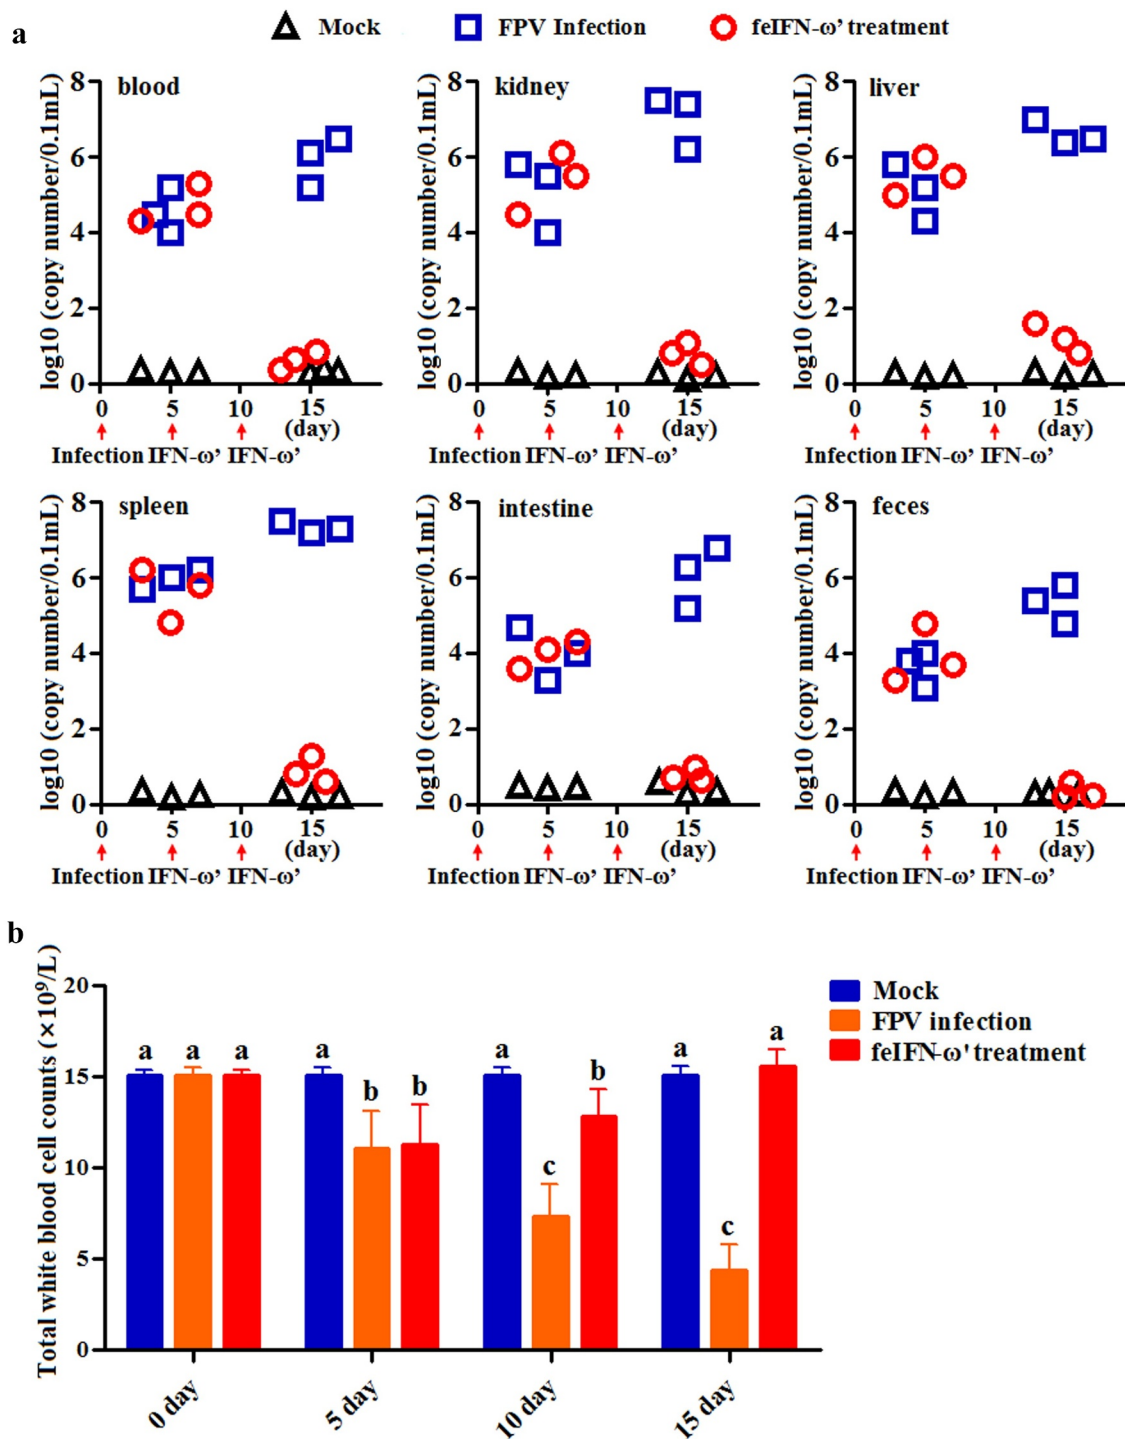 a
Mock FPV Infection feIFN-ω’ treatment
blood
log10 (copy number/0.1mL)
8
6
4
2
0
0 5 10 15
(day)
Infection IFN-ω’ IFN-ω’
kidney
log10 (copy number/0.1mL)
8
6
4
2
0
0 5 10 15
(day)
Infection IFN-ω’ IFN-ω’
liver
log10 (copy number/0.1mL)
8
6
4
2
0
0 5 10 15
(day)
Infection IFN-ω’ IFN-ω’
spleen
log10 (copy number/0.1mL)
8
6
4
2
0
0 5 10 15
(day)
Infection IFN-ω’ IFN-ω’
intestine
log10 (copy number/0.1mL)
8
6
4
2
0
0 5 10 15
(day)
Infection IFN-ω’ IFN-ω’
feces
log10 (copy number/0.1mL)
8
6
4
2
0
0 5 10 15
(day)
Infection IFN-ω’ IFN-ω’
b
Total white blood cell counts (×10⁹/L)
20
15
10
5
0
a a a
a b b
a c b
a c a
0 day
5 day
10 day
15 day
Mock
FPV infection
feIFN-ω' treatment